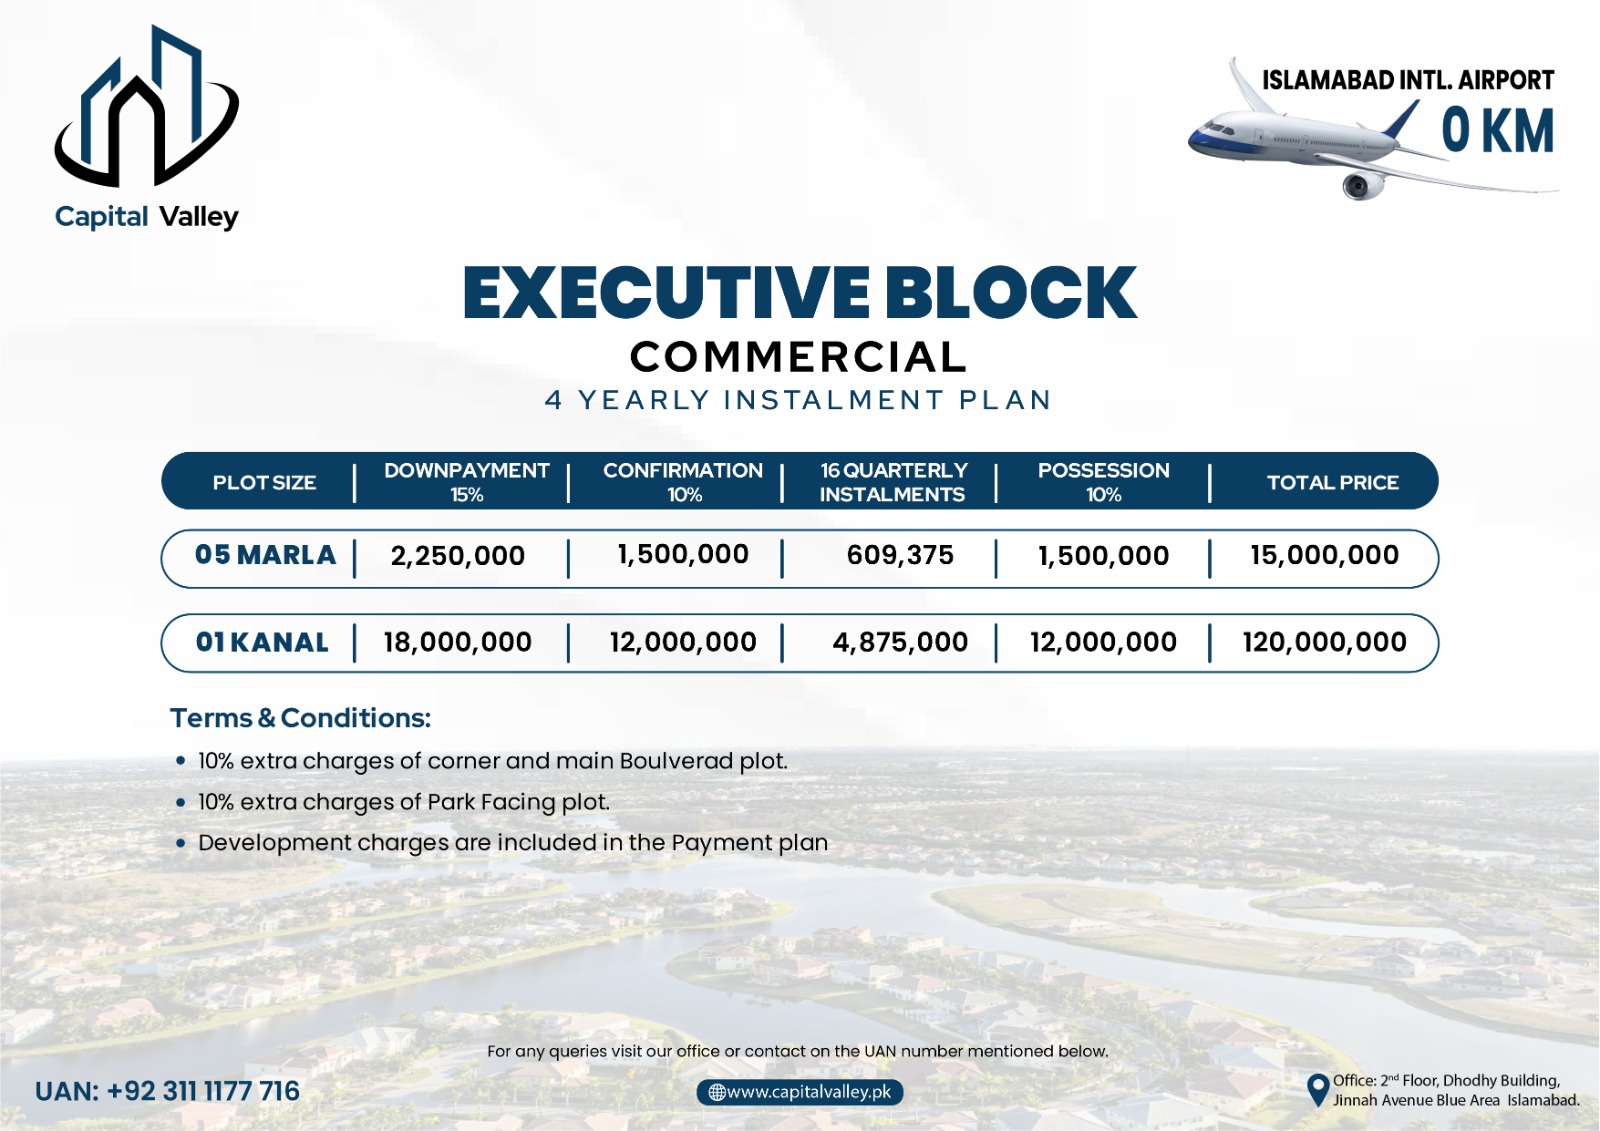 Capital Valley
ISLAMABAD INTL. AIRPORT
0 KM
EXECUTIVE BLOCK
COMMERCIAL
4 YEARLY INSTALMENT PLAN
PLOT SIZE | DOWNPAYMENT 15% | CONFIRMATION 10% | 16 QUARTERLY INSTALMENTS | POSSESSION 10% | TOTAL PRICE
05 MARLA | 2,250,000 | 1,500,000 | 609,375 | 1,500,000 | 15,000,000
01 KANAL | 18,000,000 | 12,000,000 | 4,875,000 | 12,000,000 | 120,000,000
Terms & Conditions:
• 10% extra charges of corner and main Boulverad plot.
• 10% extra charges of Park Facing plot.
• Development charges are included in the Payment plan
For any queries visit our office or contact on the UAN number mentioned below.
UAN: +92 311 1177 716
www.capitalvalley.pk
Office: 2nd Floor, Dhodhy Building,
Jinnah Avenue Blue Area Islamabad.